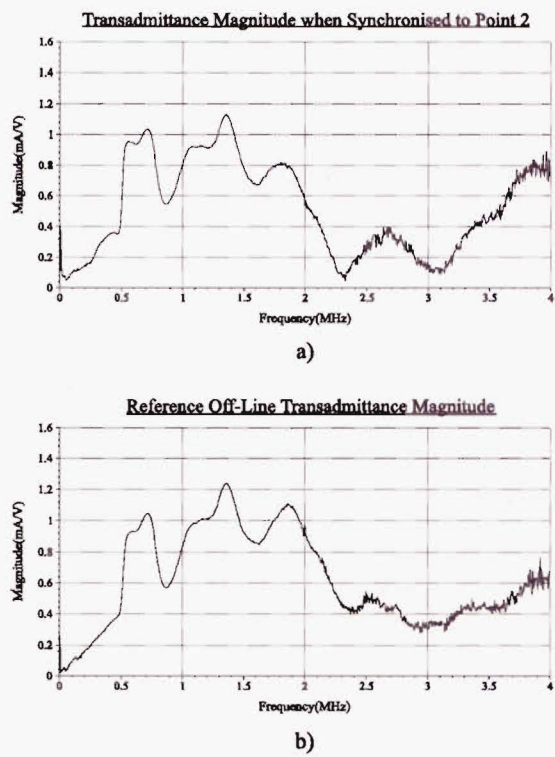 Transadmittance Magnitude when Synchronised to Point 2
1.6
1.4
1.2
1
0.8
0.6
0.4
0.2
0
Magnitude(mA/V)
0 0.5 1 1.5 2 2.5 3 3.5 4
Frequency(MHz)
a)
Reference Off-Line Transadmittance Magnitude
1.6
1.4
1.2
1
0.8
0.6
0.4
0.2
0
Magnitude(mA/V)
0 0.5 1 1.5 2 2.5 3 3.5 4
Frequency(MHz)
b)